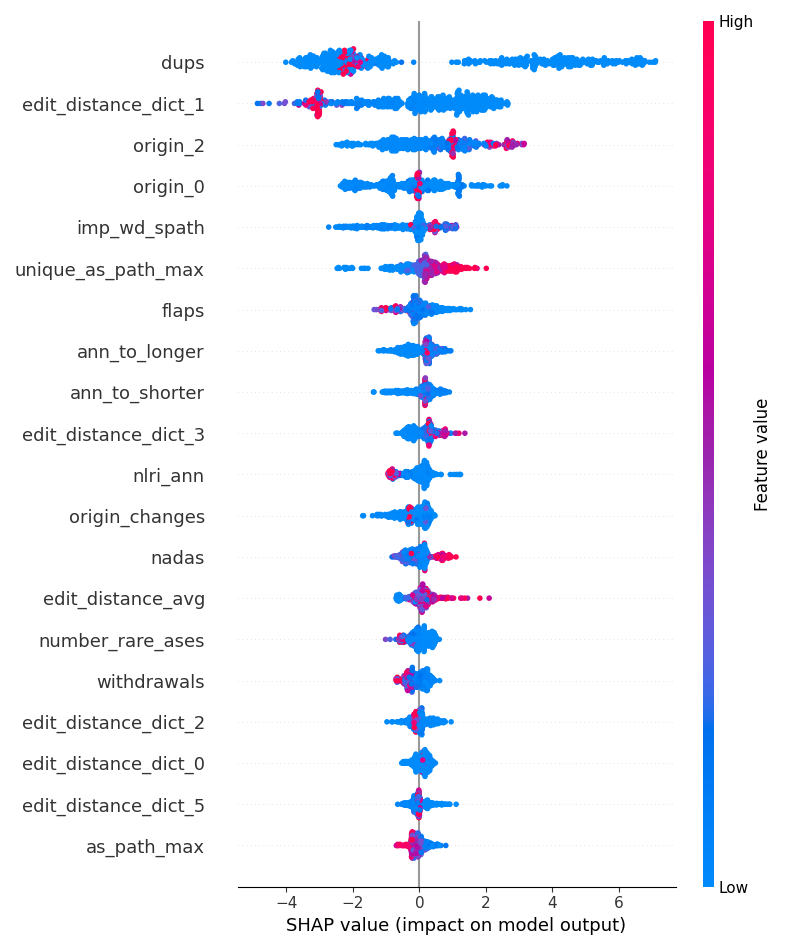 High
dups
edit_distance_dict_1
origin_2
origin_0
imp_wd_spath
unique_as_path_max
flaps
ann_to_longer
ann_to_shorter
edit_distance_dict_3
nlri_ann
origin_changes
nadas
edit_distance_avg
number_rare_ases
withdrawals
edit_distance_dict_2
edit_distance_dict_0
edit_distance_dict_5
as_path_max
Feature value
Low
−4 −2 0 2 4 6
SHAP value (impact on model output)